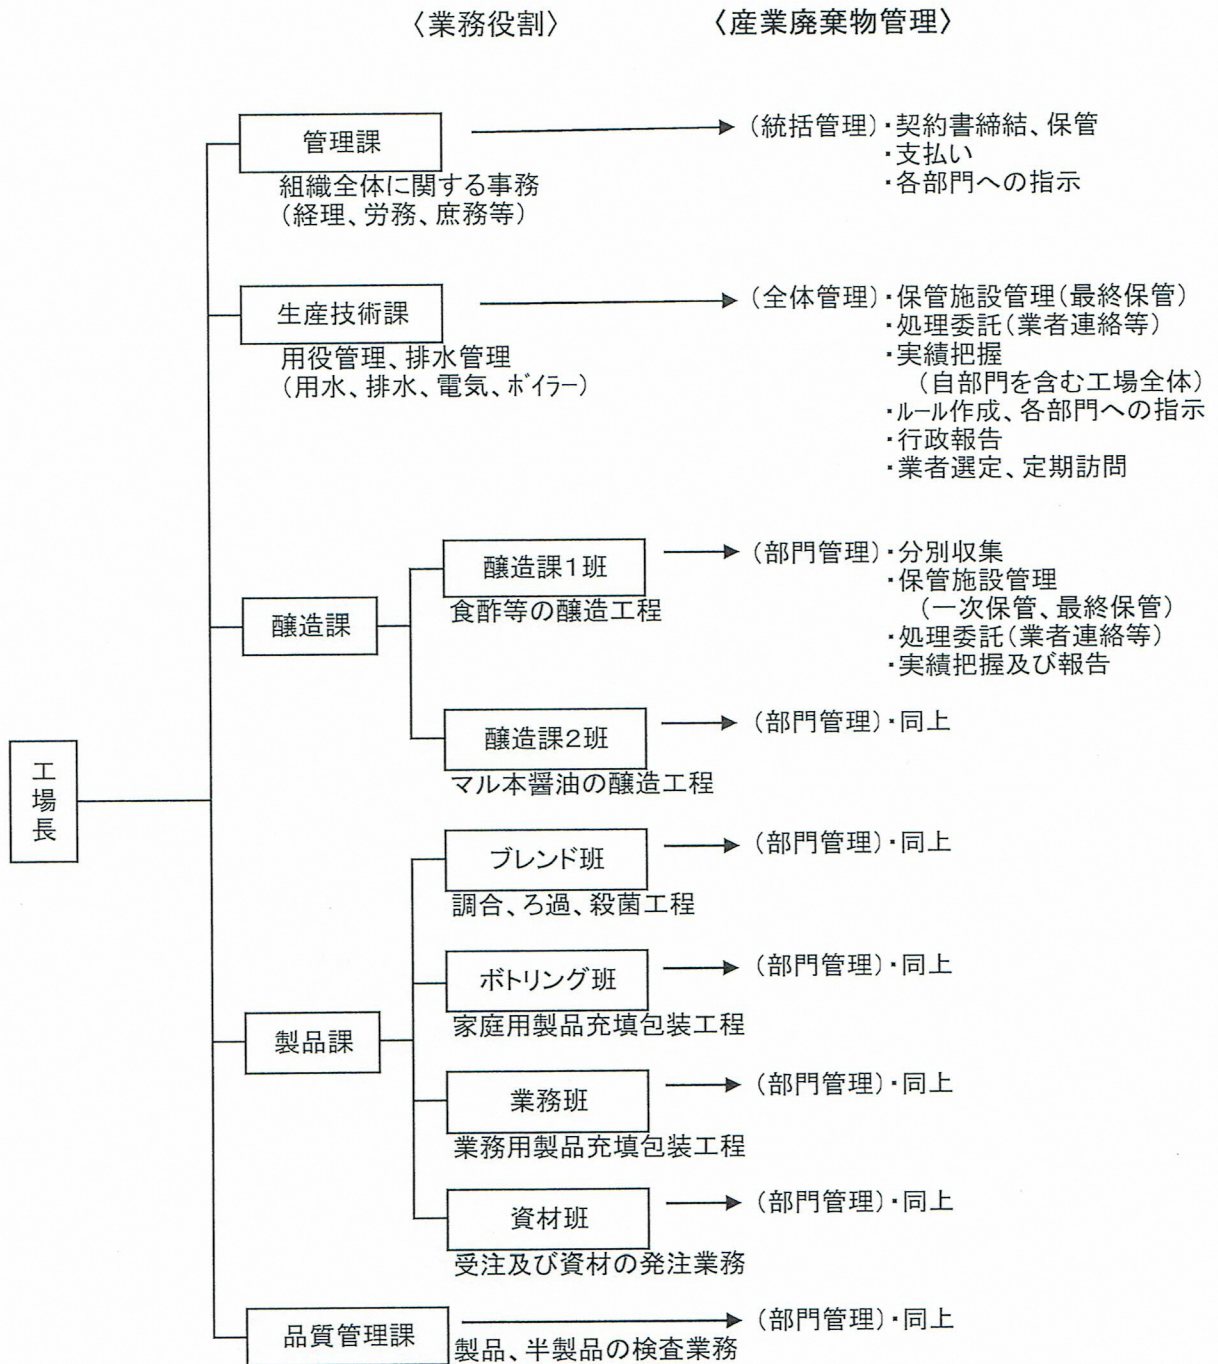 〈業務役割〉 〈産業廃棄物管理〉
管理課 (統括管理)・契約書締結、保管
・支払い
組織全体に関する事務 ・各部門への指示
(経理、労務、庶務等)
生産技術課 (全体管理)・保管施設管理(最終保管)
・処理委託(業者連絡等)
用役管理、排水管理 ・実績把握
(用水、排水、電気、ボイラー) (自部門を含む工場全体)
・ルール作成、各部門への指示
・行政報告
・業者選定、定期訪問
醸造課
醸造課1班 (部門管理)・分別収集
食酢等の醸造工程 ・保管施設管理
(一次保管、最終保管)
・処理委託(業者連絡等)
・実績把握及び報告
醸造課2班 (部門管理)・同上
マル本醤油の醸造工程
工場長
製品課
ブレンド班 (部門管理)・同上
調合、ろ過、殺菌工程
ボトリング班 (部門管理)・同上
家庭用製品充填包装工程
業務班 (部門管理)・同上
業務用製品充填包装工程
資材班 (部門管理)・同上
受注及び資材の発注業務
品質管理課 (部門管理)・同上
製品、半製品の検査業務